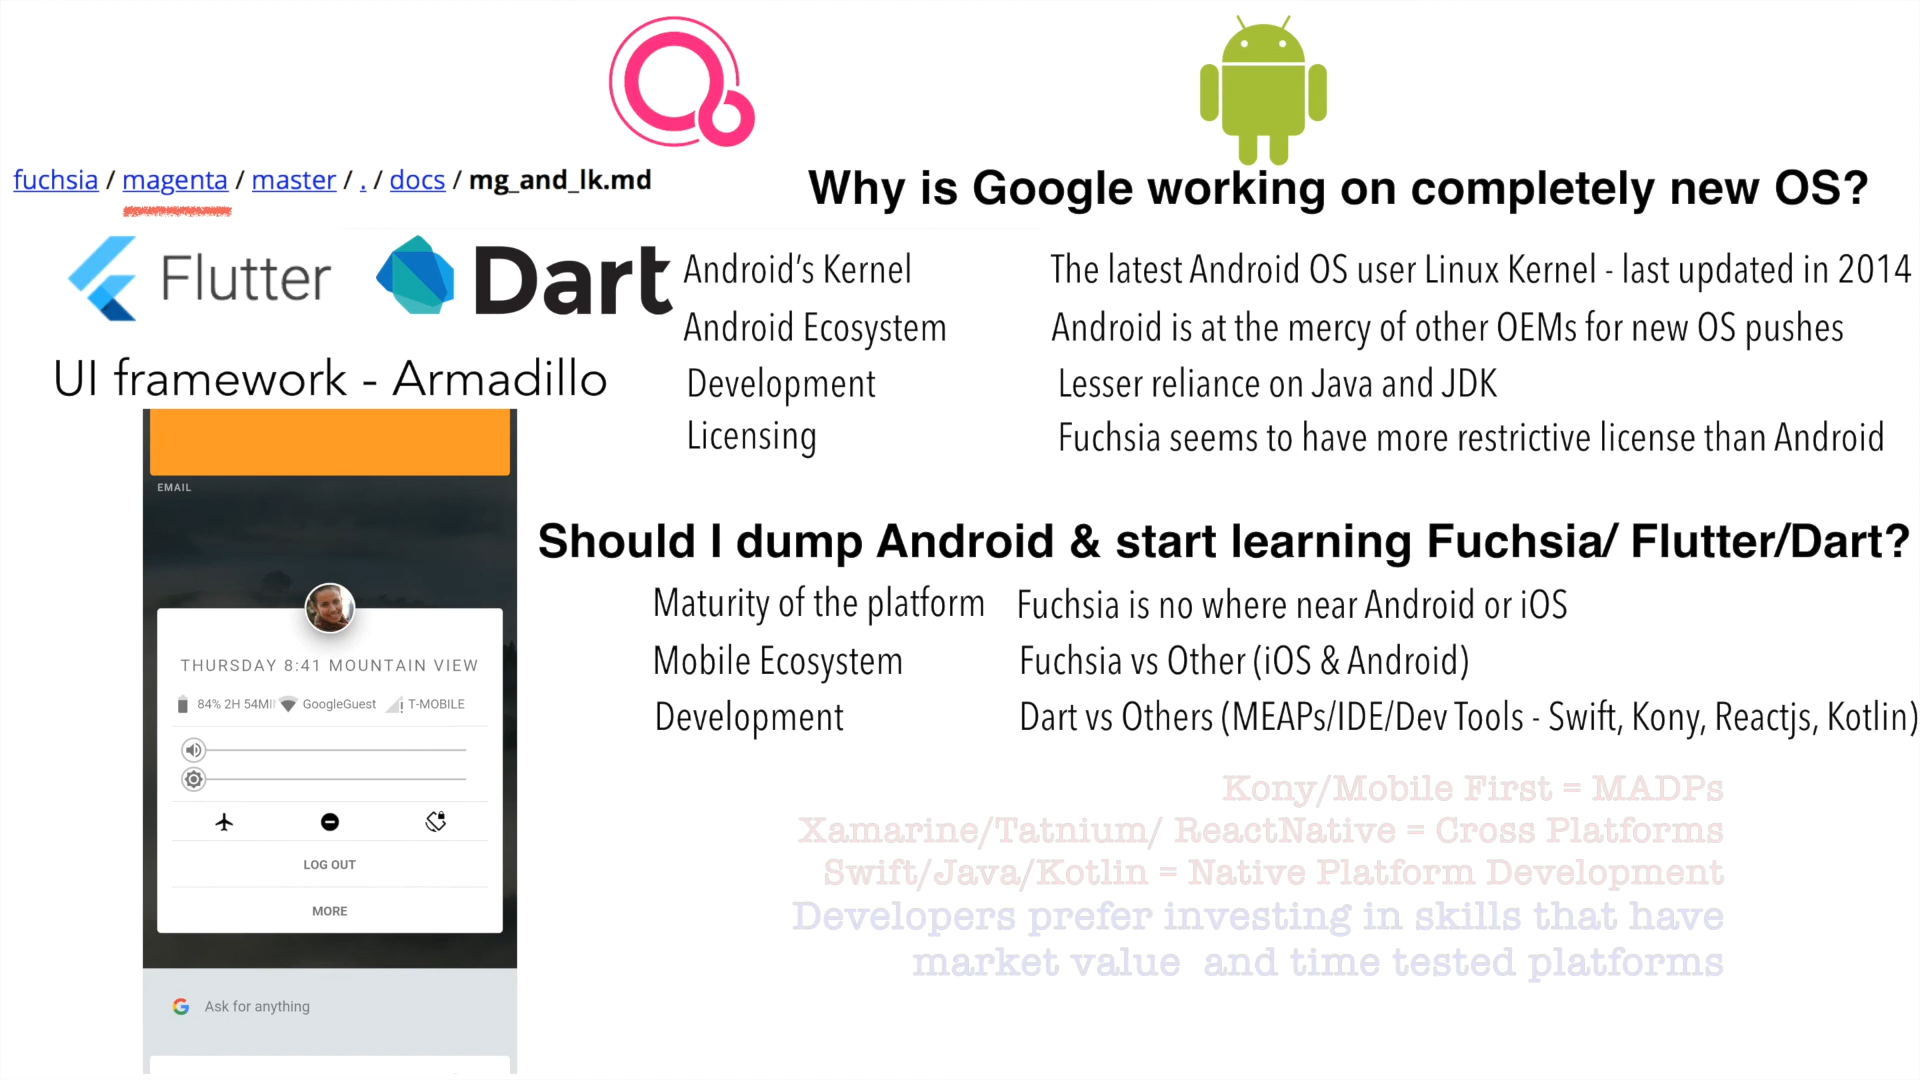 fuchsia / magenta / master / . / docs / mg_and_lk.md
Flutter
Dart
UI framework - Armadillo
EMAIL
THURSDAY 8:41 MOUNTAIN VIEW
84% 2H 54MI GoogleGuest T-MOBILE
LOG OUT
MORE
G Ask for anything
Why is Google working on completely new OS?
Android's Kernel The latest Android OS user Linux Kernel - last updated in 2014
Android Ecosystem Android is at the mercy of other OEMs for new OS pushes
Development Lesser reliance on Java and JDK
Licensing Fuchsia seems to have more restrictive license than Android
Should I dump Android & start learning Fuchsia/ Flutter/Dart?
Maturity of the platform Fuchsia is no where near Android or iOS
Mobile Ecosystem Fuchsia vs Other (iOS & Android)
Development Dart vs Others (MEAPs/IDE/Dev Tools - Swift, Kony, Reactjs, Kotlin)
Kony/Mobile First = MADPs
Xamarine/Tatnium/ ReactNative = Cross Platforms
Swift/Java/Kotlin = Native Platform Development
Developers prefer investing in skills that have
market value and time tested platforms